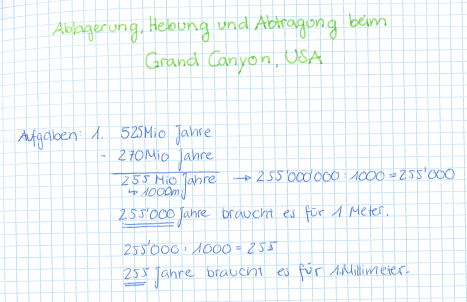 Ablagerung, Hebung und Abtragung beim
Grand Canyon, USA
Aufgaben: 1. 525Mio Jahre
- 270Mio Jahre
255 Mio Jahre → 255'000'000 : 1000 = 255'000
↳ 1000m
255'000 Jahre braucht es für 1 Meter.
255'000 : 1000 = 255
255 Jahre braucht es für 1 Millimeter.